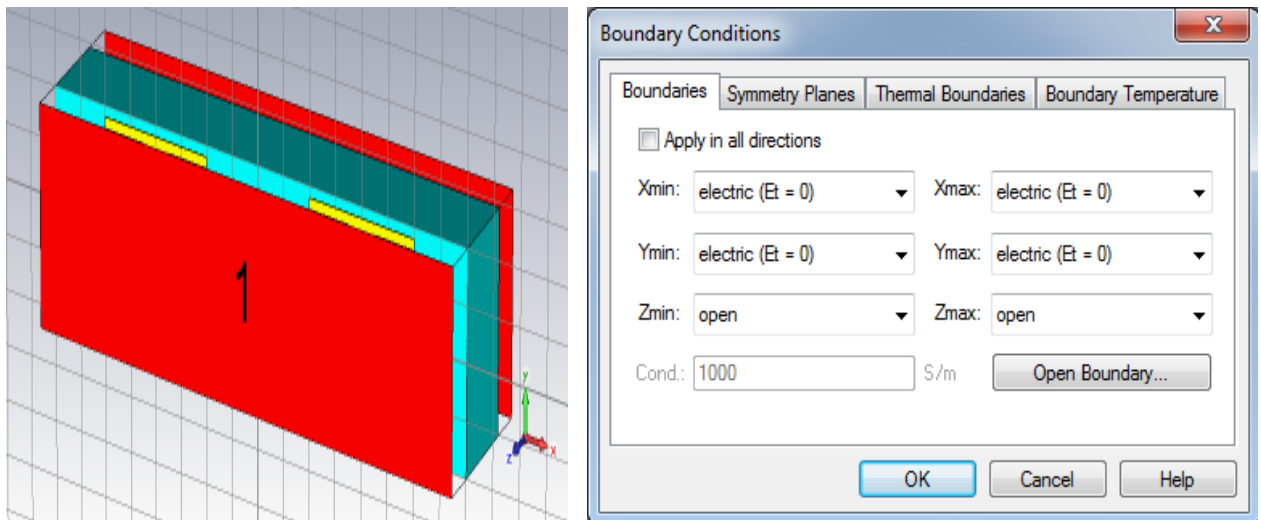 1
y
x
z
Boundary Conditions
X
Boundaries Symmetry Planes Thermal Boundaries Boundary Temperature
Apply in all directions
Xmin: electric (Et = 0) Xmax: electric (Et = 0)
Ymin: electric (Et = 0) Ymax: electric (Et = 0)
Zmin: open Zmax: open
Cond.: 1000 S/m Open Boundary...
OK Cancel Help